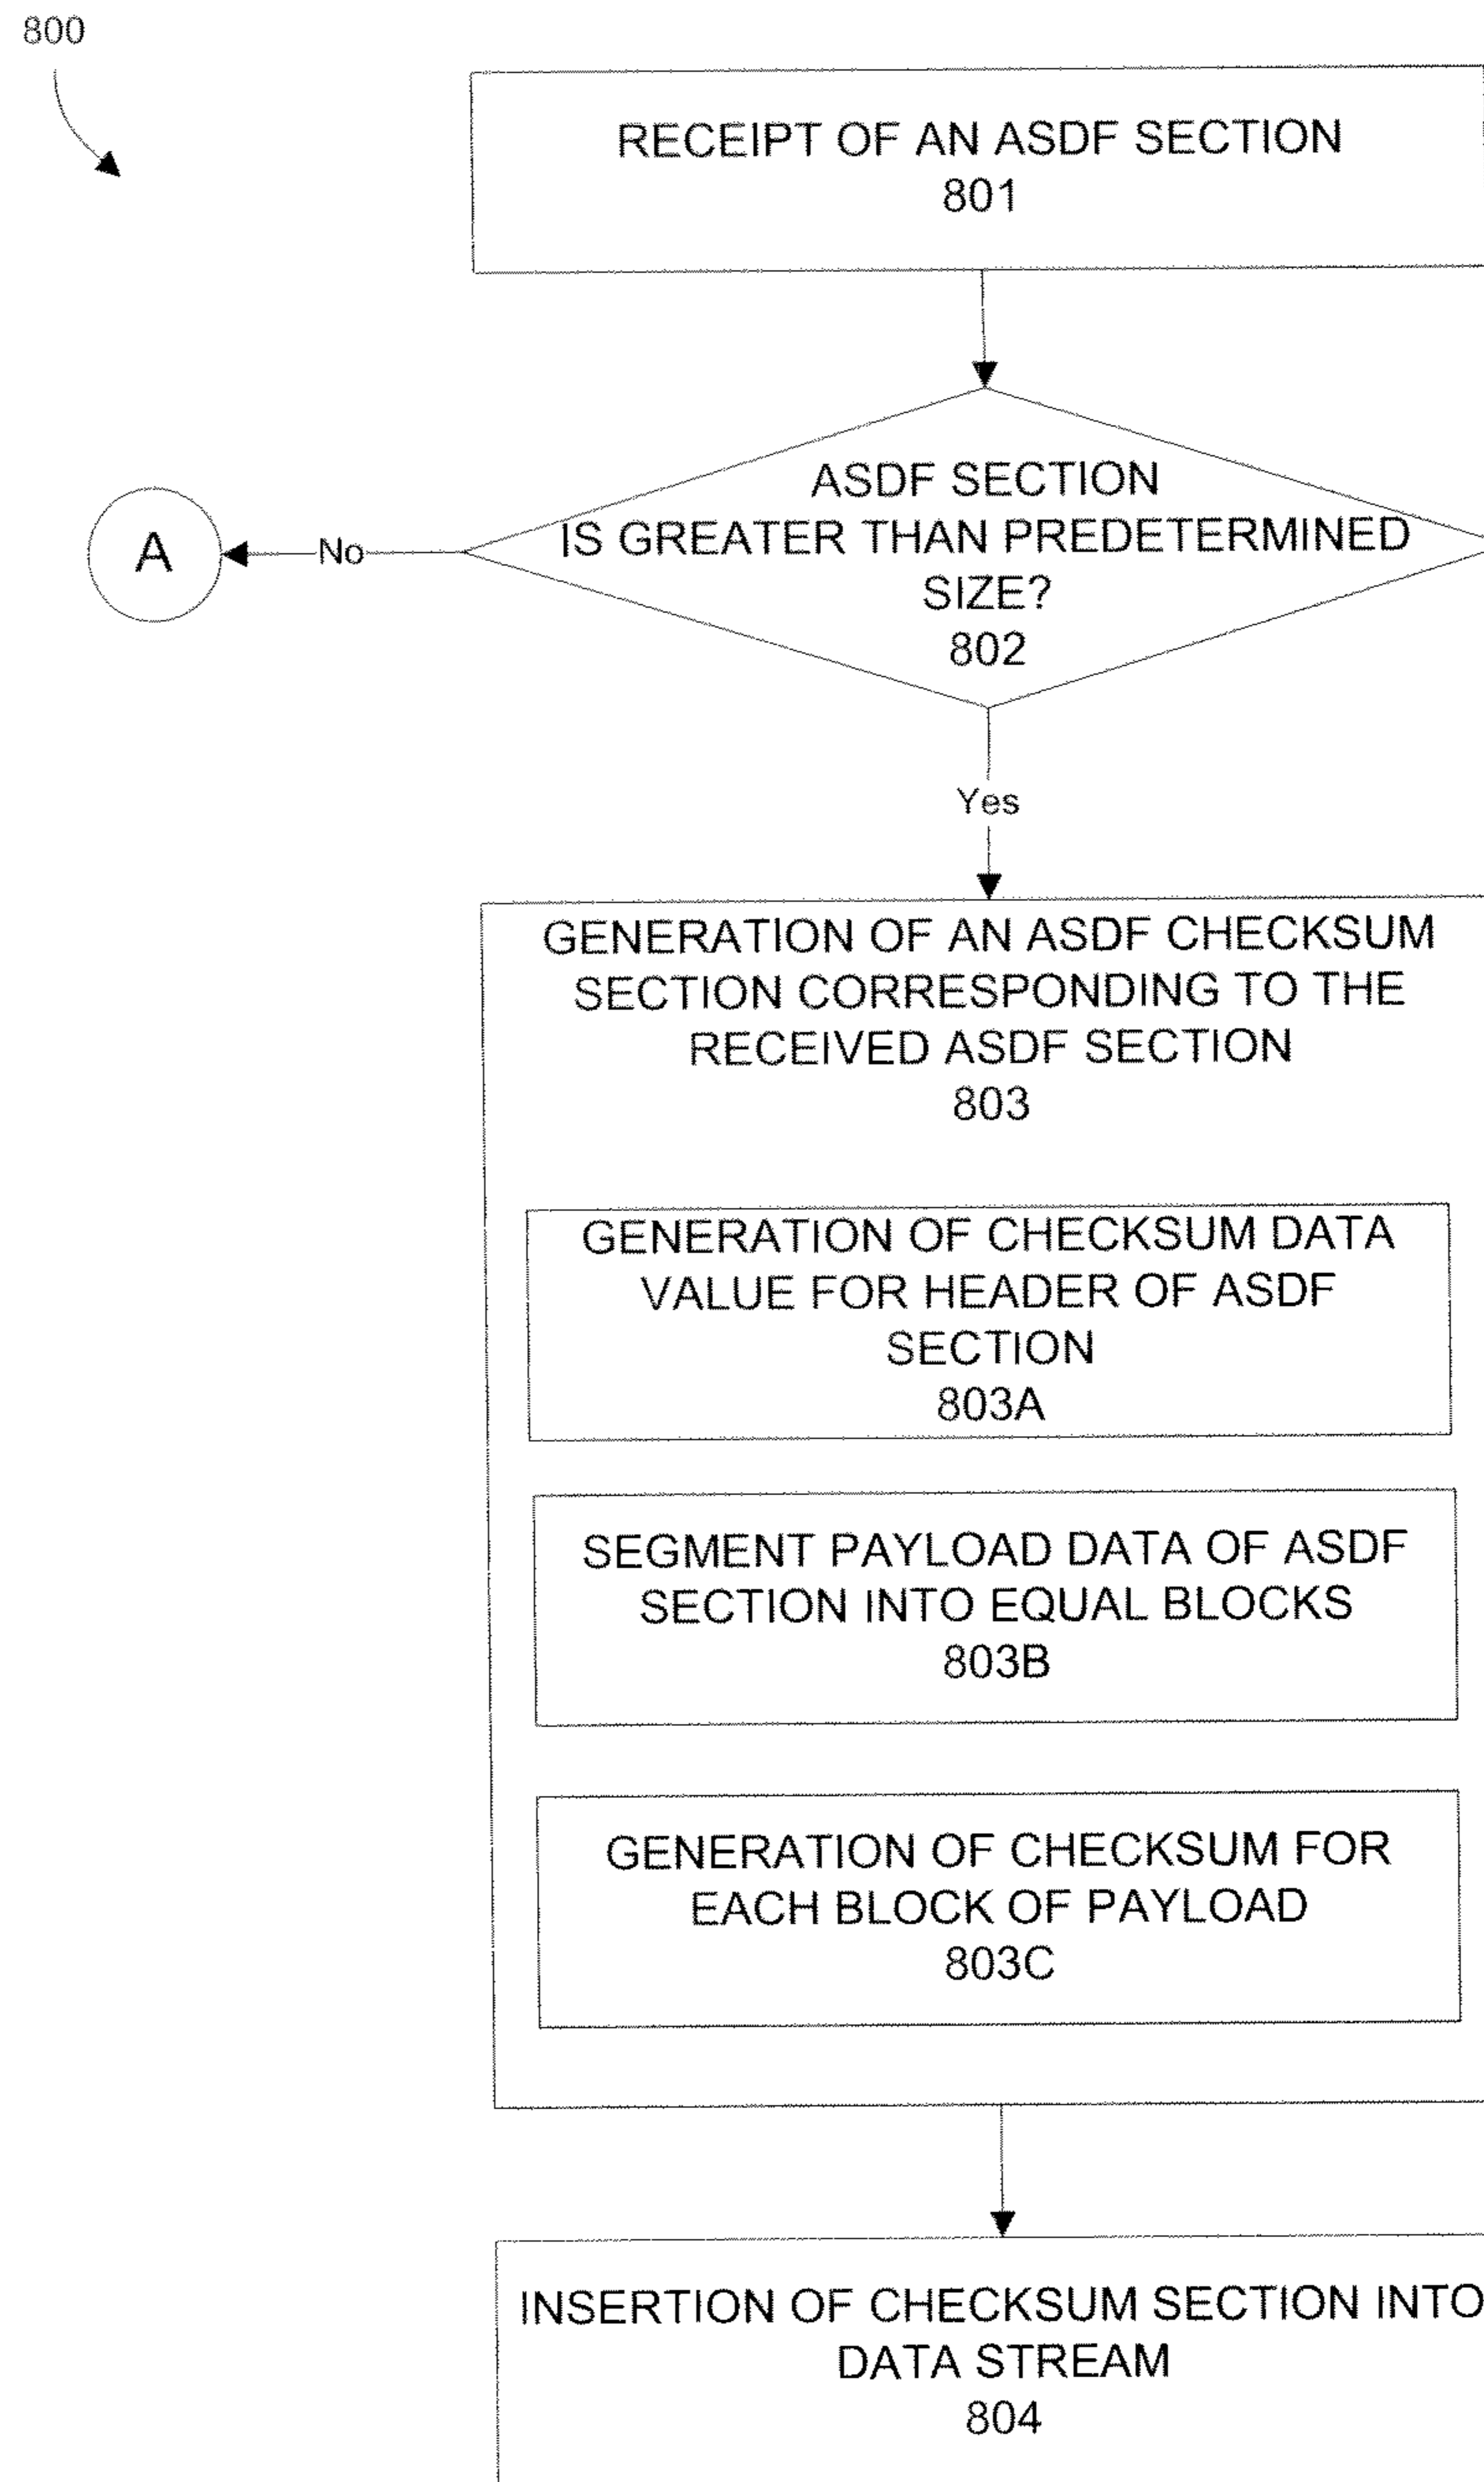 800
RECEIPT OF AN ASDF SECTION
801
ASDF SECTION
IS GREATER THAN PREDETERMINED
SIZE?
802
A
No
Yes
GENERATION OF AN ASDF CHECKSUM
SECTION CORRESPONDING TO THE
RECEIVED ASDF SECTION
803
GENERATION OF CHECKSUM DATA
VALUE FOR HEADER OF ASDF
SECTION
803A
SEGMENT PAYLOAD DATA OF ASDF
SECTION INTO EQUAL BLOCKS
803B
GENERATION OF CHECKSUM FOR
EACH BLOCK OF PAYLOAD
803C
INSERTION OF CHECKSUM SECTION INTO
DATA STREAM
804